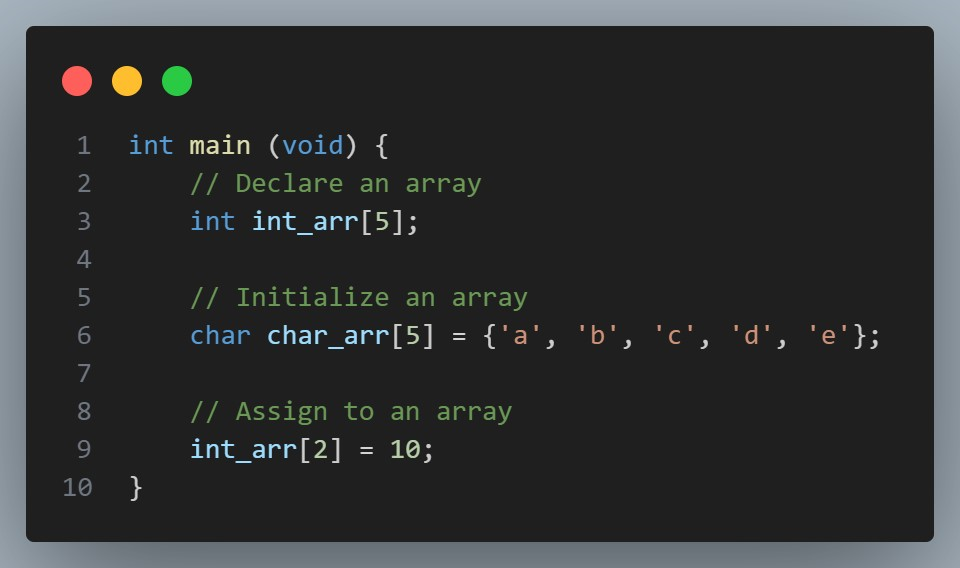 1 int main (void) {
2     // Declare an array
3     int int_arr[5];
4
5     // Initialize an array
6     char char_arr[5] = {'a', 'b', 'c', 'd', 'e'};
7
8     // Assign to an array
9     int_arr[2] = 10;
10 }